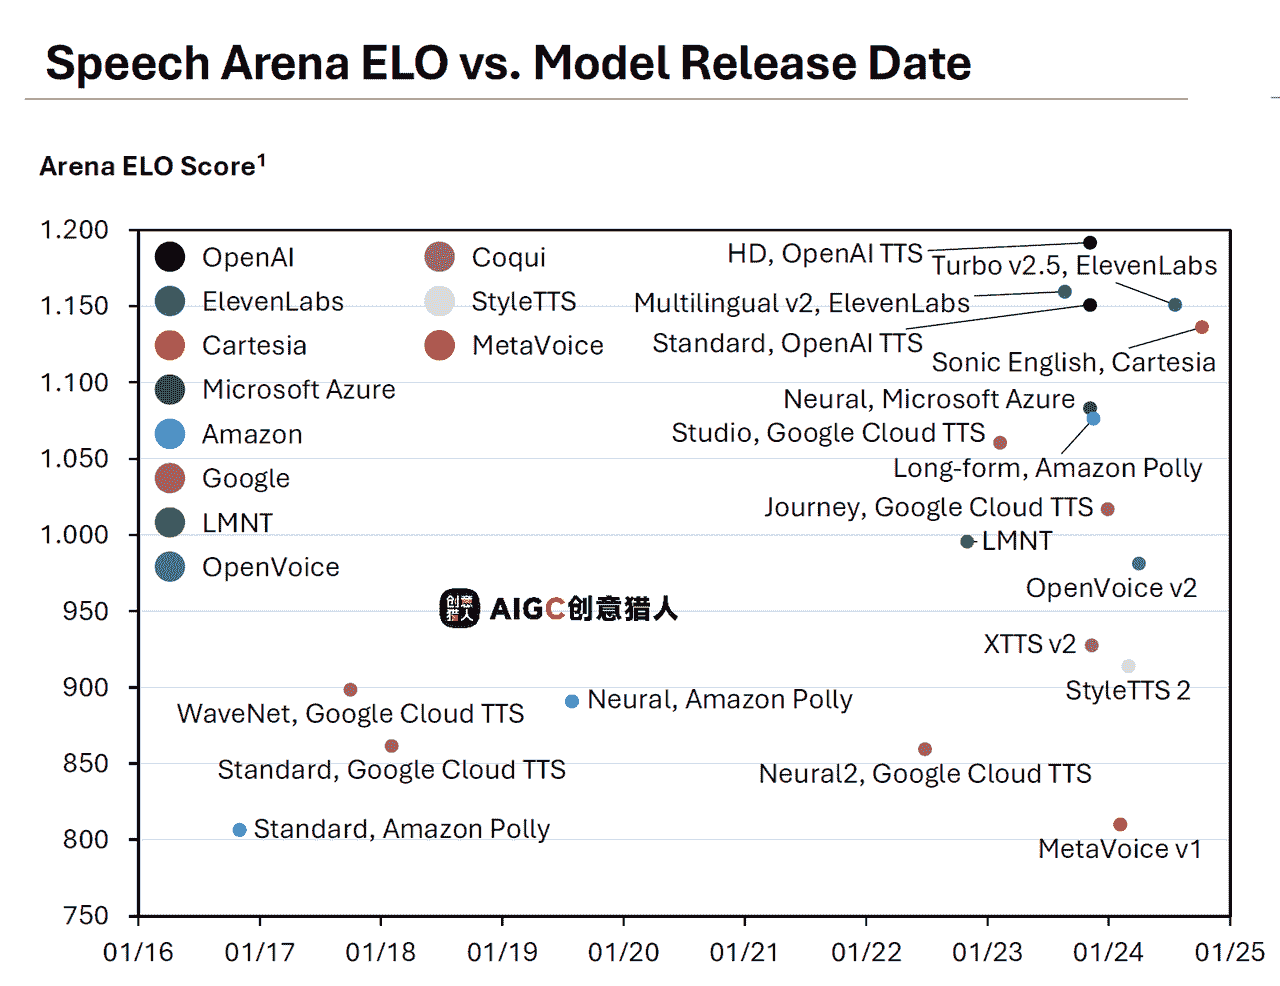 Speech Arena ELO vs. Model Release Date
Arena ELO Score¹
1.200
1.150
1.100
1.050
1.000
950
900
850
800
750
OpenAI
ElevenLabs
Cartesia
Microsoft Azure
Amazon
Google
LMNT
OpenVoice
Coqui
StyleTTS
MetaVoice
HD, OpenAI TTS
Turbo v2.5, ElevenLabs
Multilingual v2, ElevenLabs
Standard, OpenAI TTS
Sonic English, Cartesia
Neural, Microsoft Azure
Studio, Google Cloud TTS
Long-form, Amazon Polly
Journey, Google Cloud TTS
LMNT
OpenVoice v2
创意
猎人
AIGC创意猎人
XTTS v2
StyleTTS 2
WaveNet, Google Cloud TTS
Neural, Amazon Polly
Standard, Google Cloud TTS
Neural2, Google Cloud TTS
Standard, Amazon Polly
MetaVoice v1
01/16 01/17 01/18 01/19 01/20 01/21 01/22 01/23 01/24 01/25